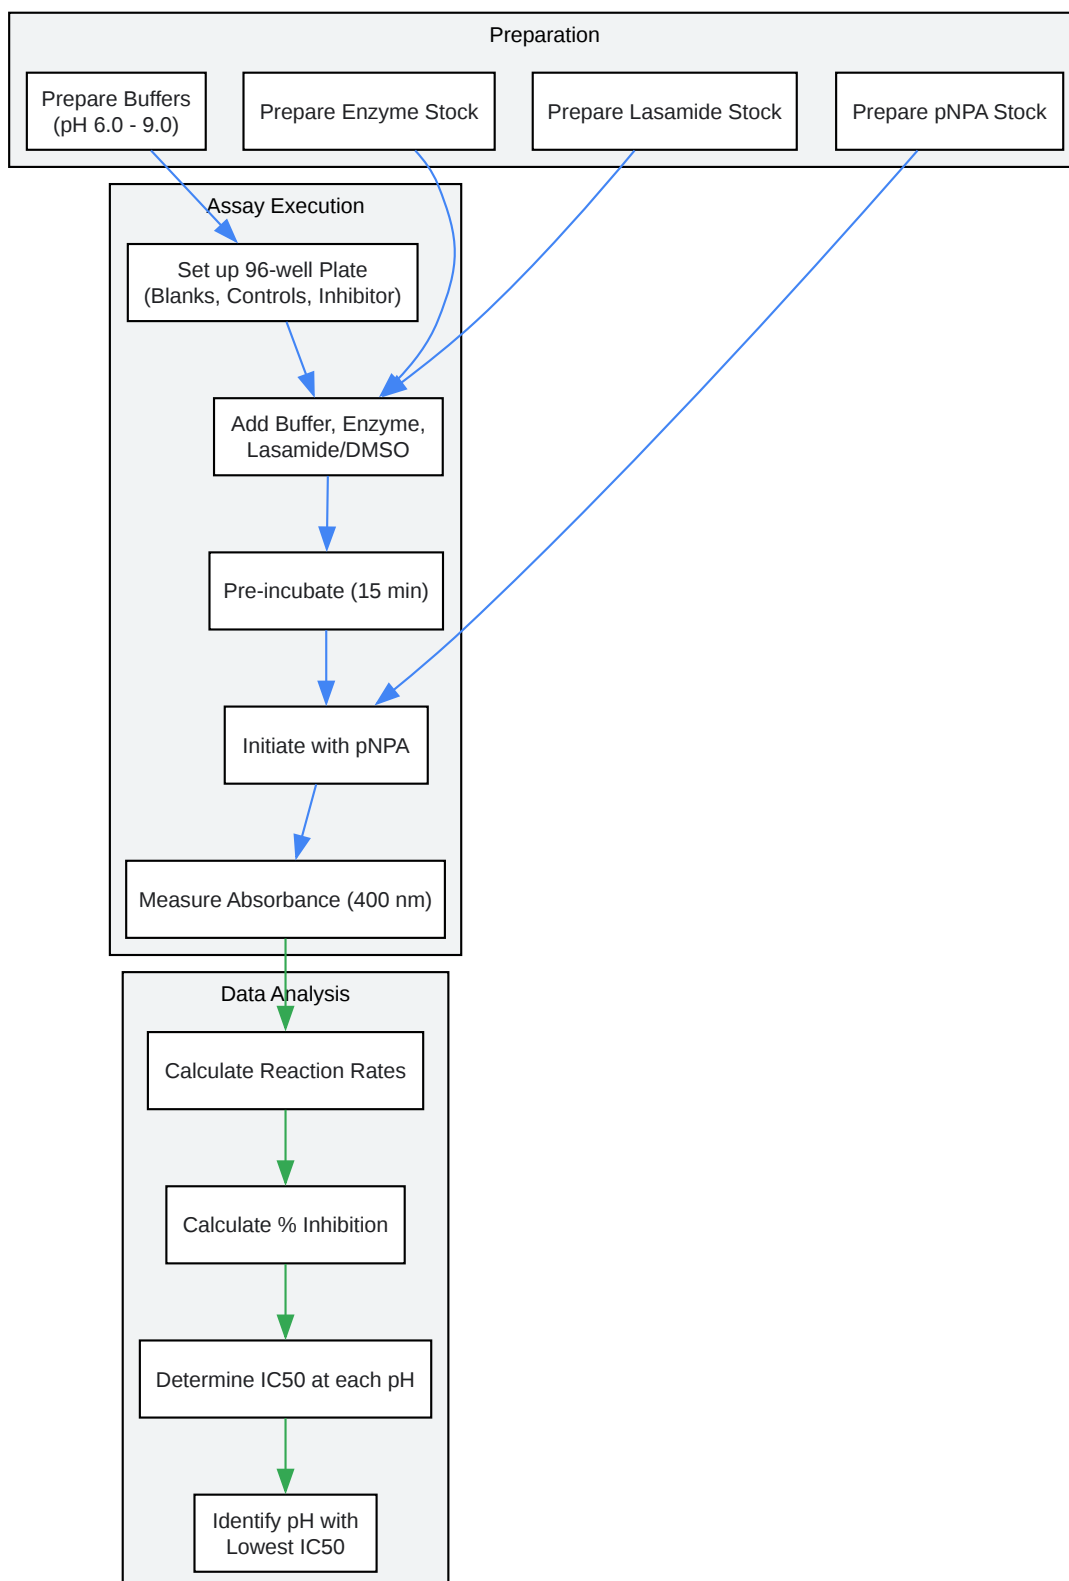 Preparation
Prepare Buffers
(pH 6.0 - 9.0)
Prepare Enzyme Stock
Prepare Lasamide Stock
Prepare pNPA Stock
Assay Execution
Set up 96-well Plate
(Blanks, Controls, Inhibitor)
Add Buffer, Enzyme,
Lasamide/DMSO
Pre-incubate (15 min)
Initiate with pNPA
Measure Absorbance (400 nm)
Data Analysis
Calculate Reaction Rates
Calculate % Inhibition
Determine IC50 at each pH
Identify pH with
Lowest IC50